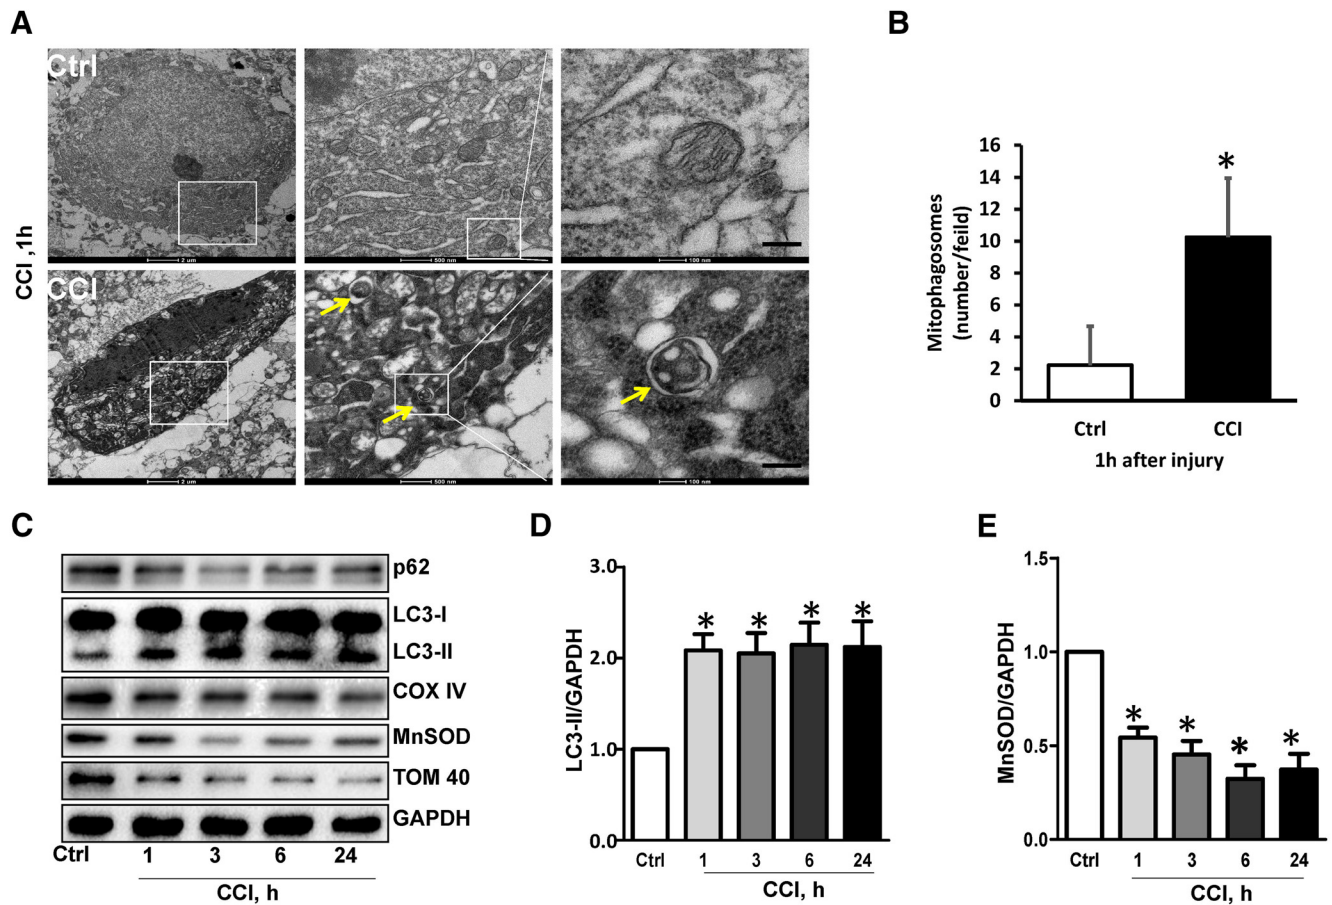 A
B
CCI ,1h
Ctrl
2 um
500 nm
100 nm
CCI
2 um
500 nm
100 nm
Mitophagosomes
(number/feild)
16
14
12
10
8
6
4
2
0
*
Ctrl
CCI
1h after injury
C
D
E
p62
LC3-I
LC3-II
COX IV
MnSOD
TOM 40
GAPDH
Ctrl
1
3
6
24
CCI, h
LC3-II/GAPDH
3.0
2.0
1.0
0.0
* * * *
Ctrl 1 3 6 24
CCI, h
MnSOD/GAPDH
1.5
1.0
0.5
0.0
* * * *
Ctrl 1 3 6 24
CCI, h